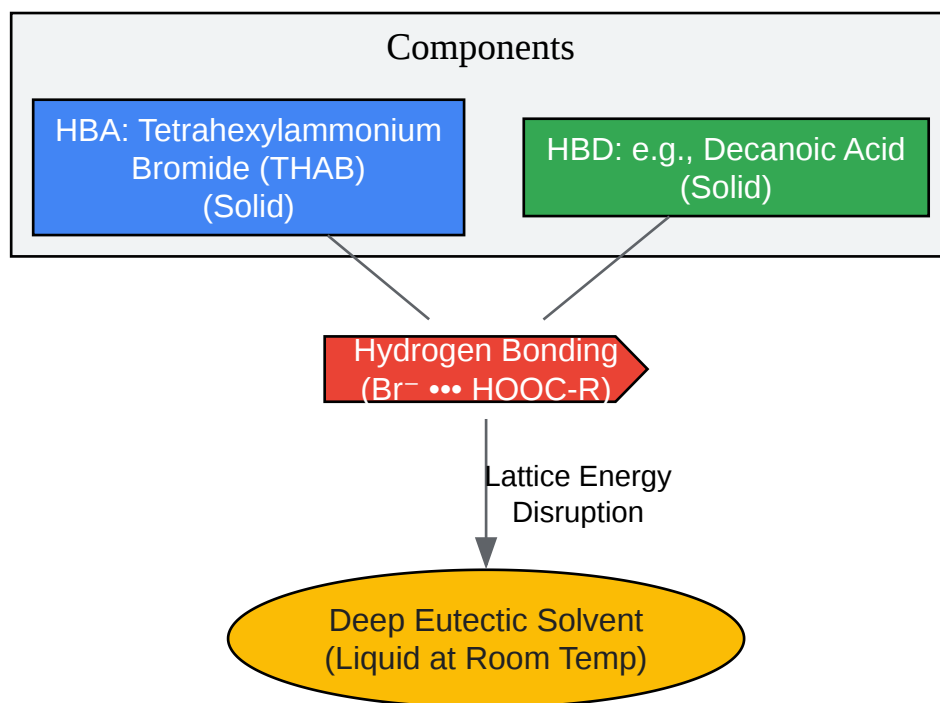 Components
HBA: Tetrahexylammonium
Bromide (THAB)
(Solid)
HBD: e.g., Decanoic Acid
(Solid)
Hydrogen Bonding
(Br⁻ ••• HOOC-R)
Lattice Energy
Disruption
Deep Eutectic Solvent
(Liquid at Room Temp)